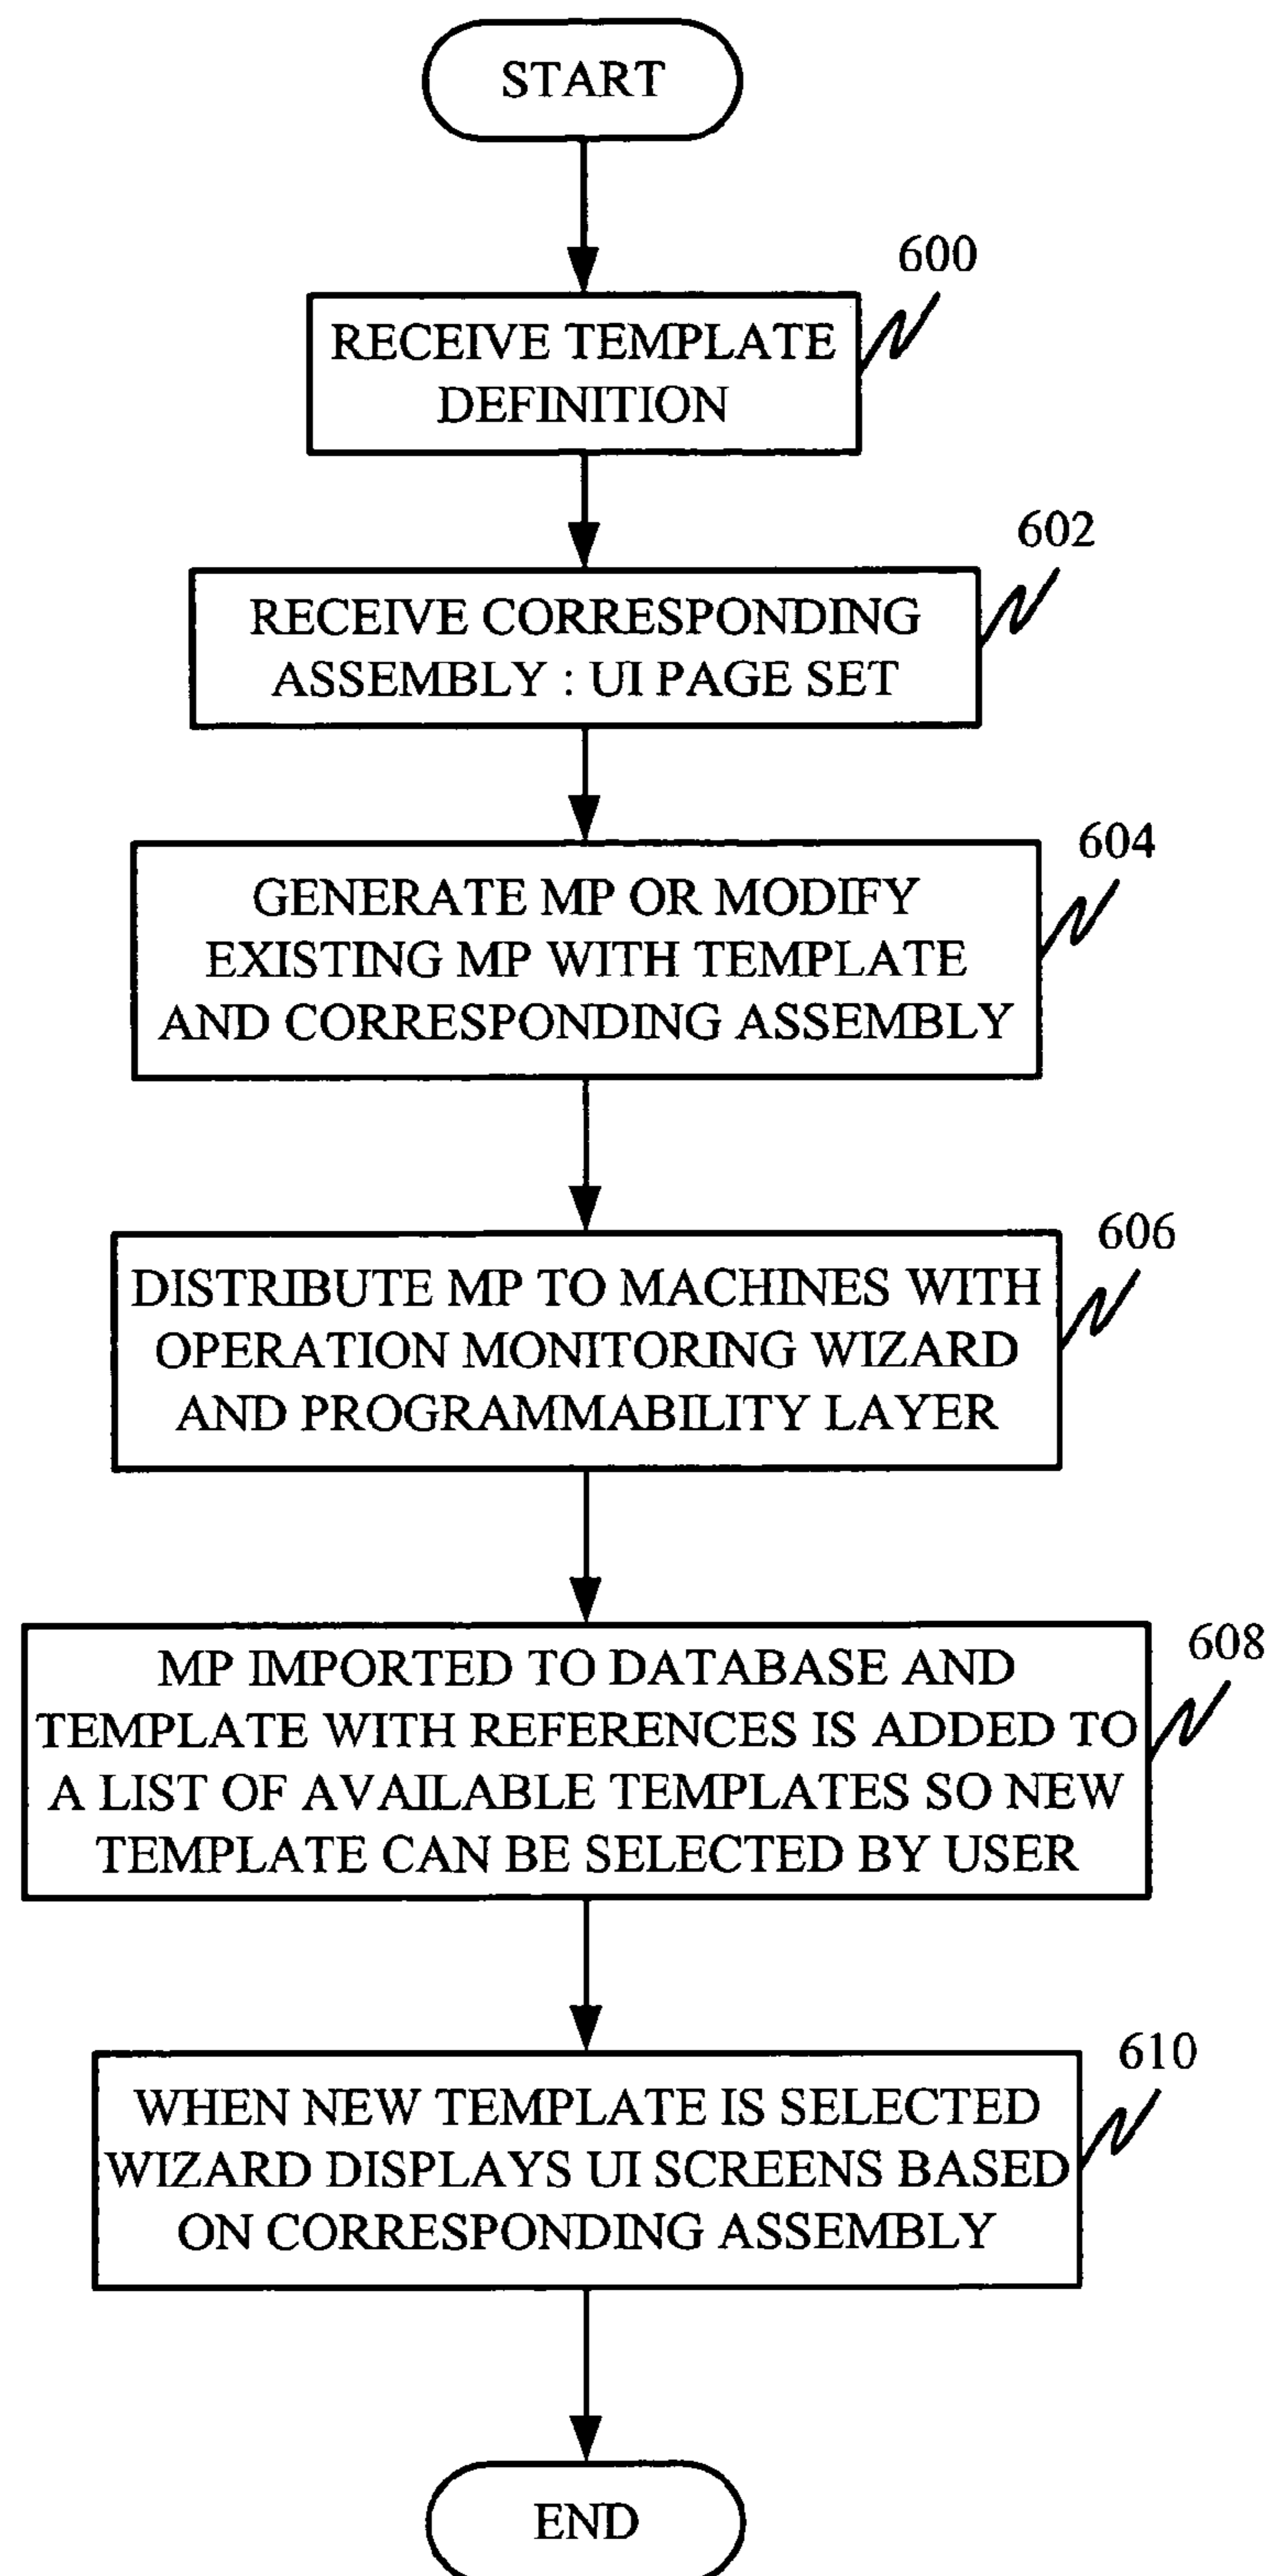 START
600
RECEIVE TEMPLATE
DEFINITION
602
RECEIVE CORRESPONDING
ASSEMBLY : UI PAGE SET
604
GENERATE MP OR MODIFY
EXISTING MP WITH TEMPLATE
AND CORRESPONDING ASSEMBLY
606
DISTRIBUTE MP TO MACHINES WITH
OPERATION MONITORING WIZARD
AND PROGRAMMABILITY LAYER
608
MP IMPORTED TO DATABASE AND
TEMPLATE WITH REFERENCES IS ADDED TO
A LIST OF AVAILABLE TEMPLATES SO NEW
TEMPLATE CAN BE SELECTED BY USER
610
WHEN NEW TEMPLATE IS SELECTED
WIZARD DISPLAYS UI SCREENS BASED
ON CORRESPONDING ASSEMBLY
END